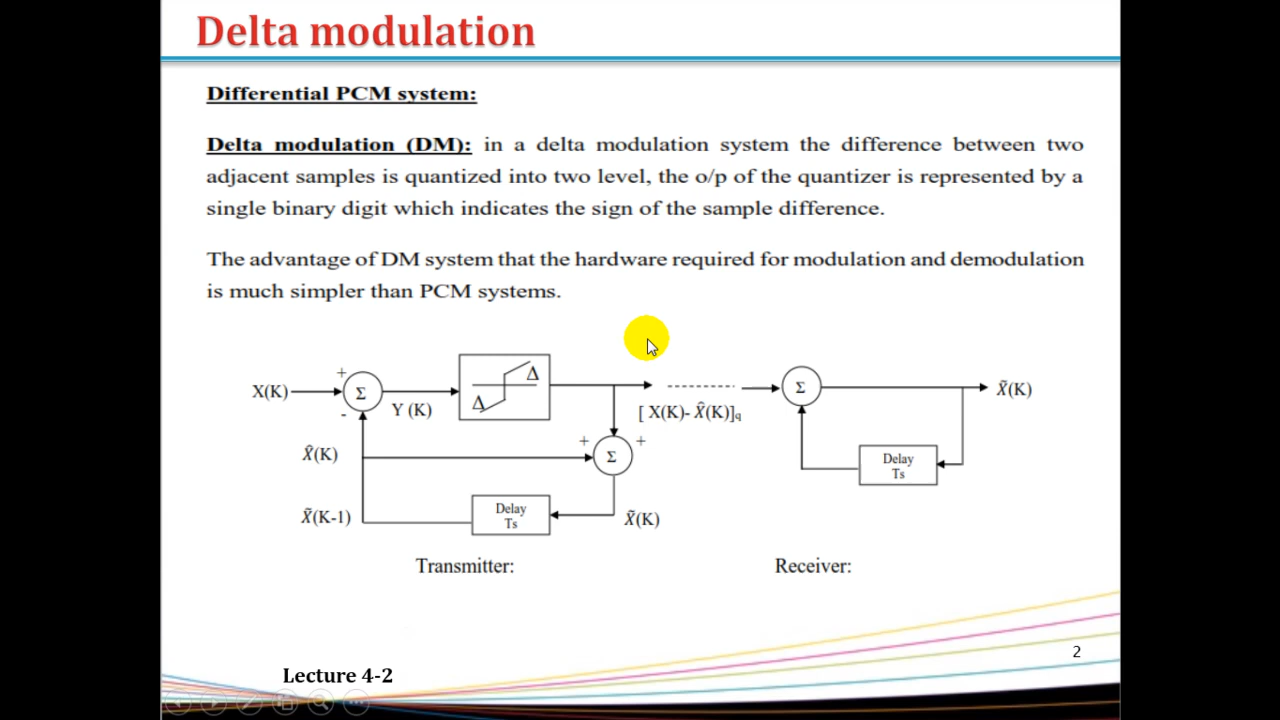 Delta modulation
Differential PCM system:
Delta modulation (DM): in a delta modulation system the difference between two
adjacent samples is quantized into two level, the o/p of the quantizer is represented by a
single binary digit which indicates the sign of the sample difference.
The advantage of DM system that the hardware required for modulation and demodulation
is much simpler than PCM systems.
X(K)
+
Σ
-
Y (K)
Δ
Δ
[ X(K)- X̂(K)]q
Σ
X̃(K)
X̂(K)
+
Σ
+
Delay
Ts
X̃(K-1)
Delay
Ts
X̃(K)
Transmitter:
Receiver:
2
Lecture 4-2